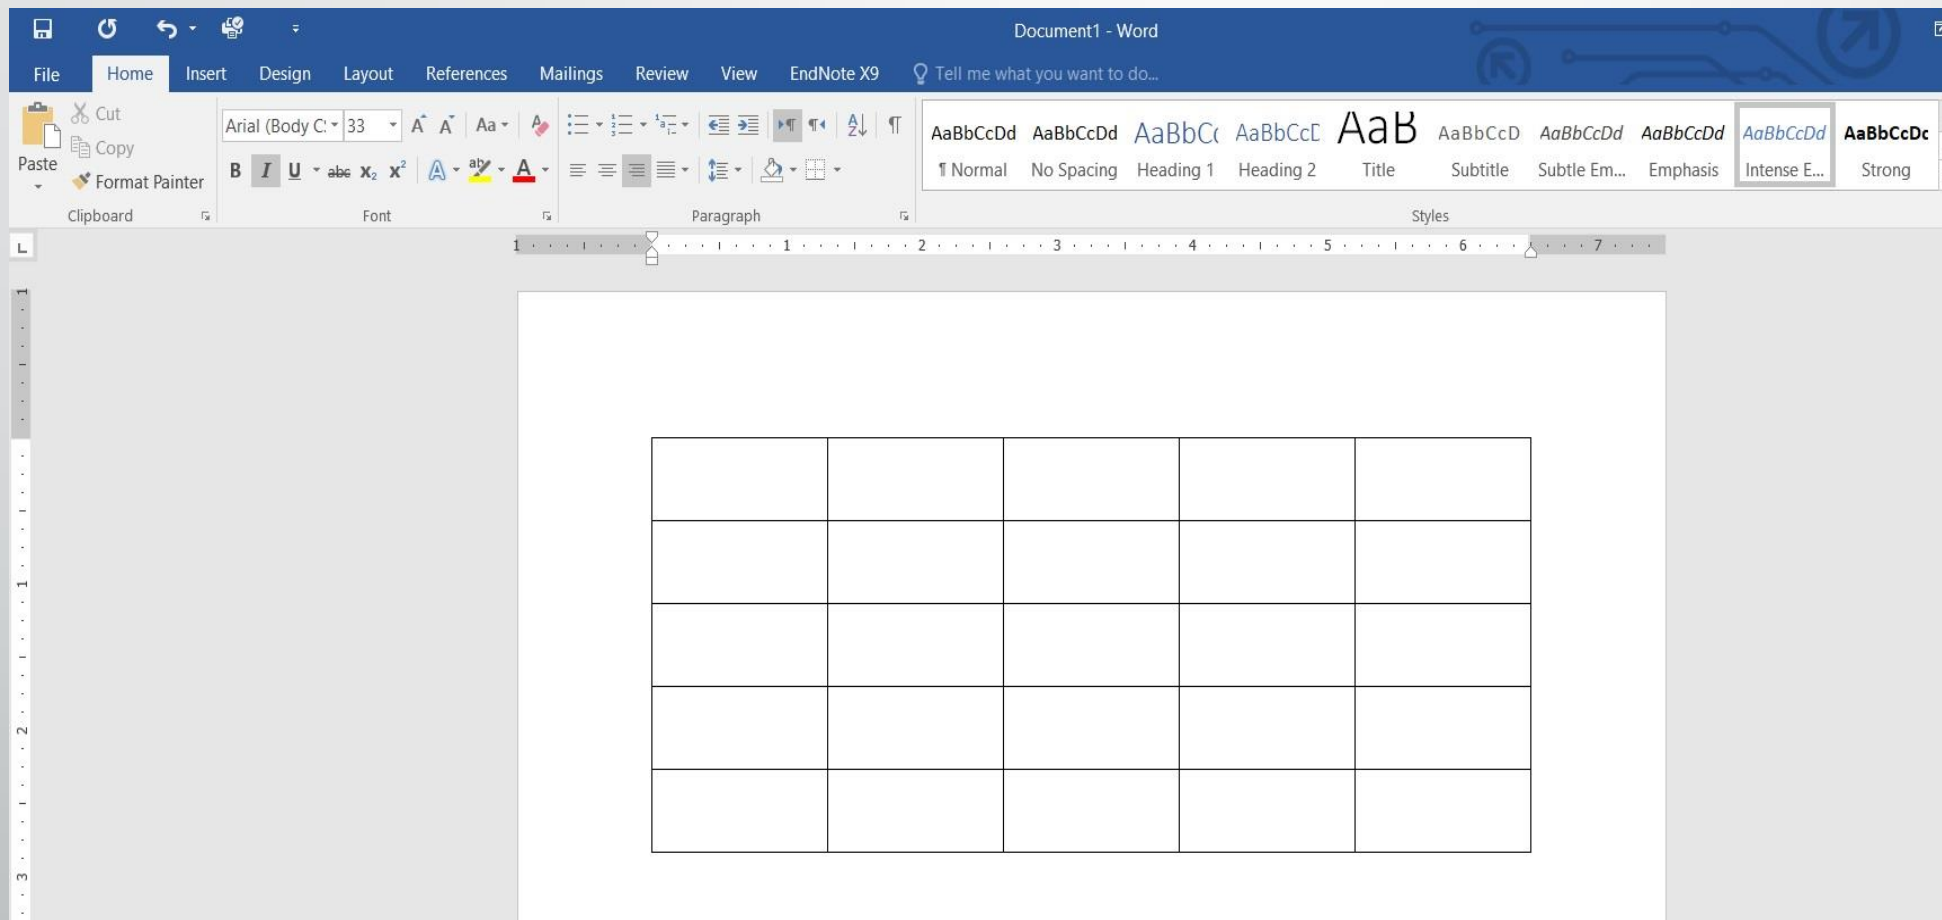 Document1 - Word
File Home Insert Design Layout References Mailings Review View EndNote X9 Tell me what you want to do...
Cut
Copy
Paste
Format Painter
Clipboard
Arial (Body C: 33
Aa
B I U abc X₂ X²
Font
Paragraph
AaBbCcDd AaBbCcDd AaBbC AaBbCcD AaB AaBbCcD AaBbCcDd AaBbCcDd AaBbCcDd AaBbCcDc
¶ Normal No Spacing Heading 1 Heading 2 Title Subtitle Subtle Em... Emphasis Intense E... Strong
Styles
1 1 2 3 4 5 6 7
1
1
2
3